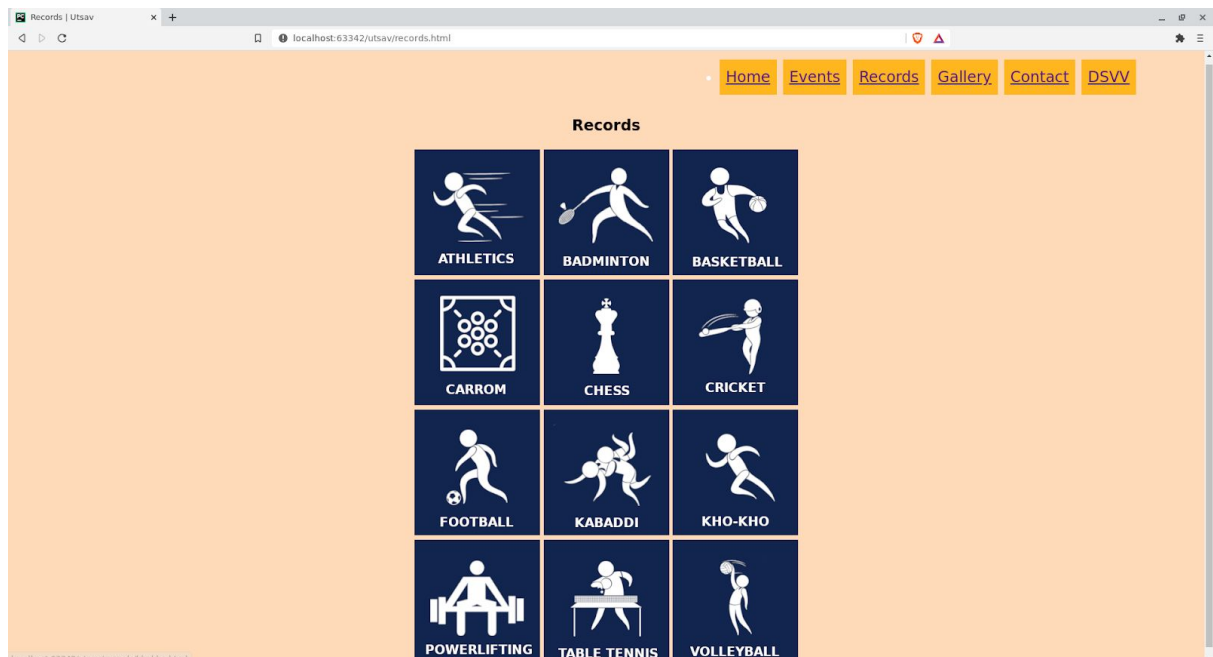 Records | Utsav
localhost:63342/utsav/records.html
Home Events Records Gallery Contact DSVV
Records
ATHLETICS BADMINTON BASKETBALL
CARROM CHESS CRICKET
FOOTBALL KABADDI KHO-KHO
POWERLIFTING TABLE TENNIS VOLLEYBALL